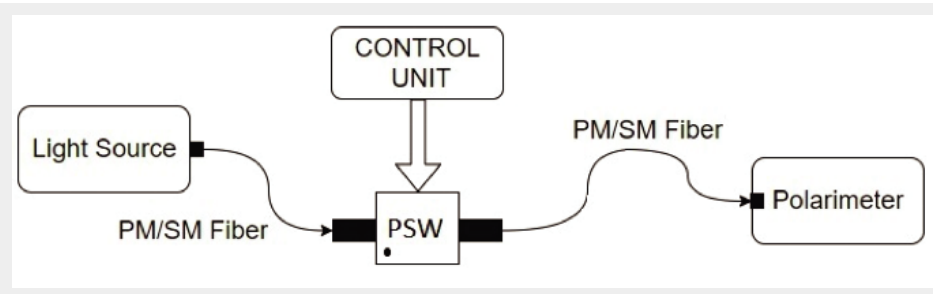 CONTROL
UNIT
Light Source
PM/SM Fiber
PM/SM Fiber
PSW
Polarimeter